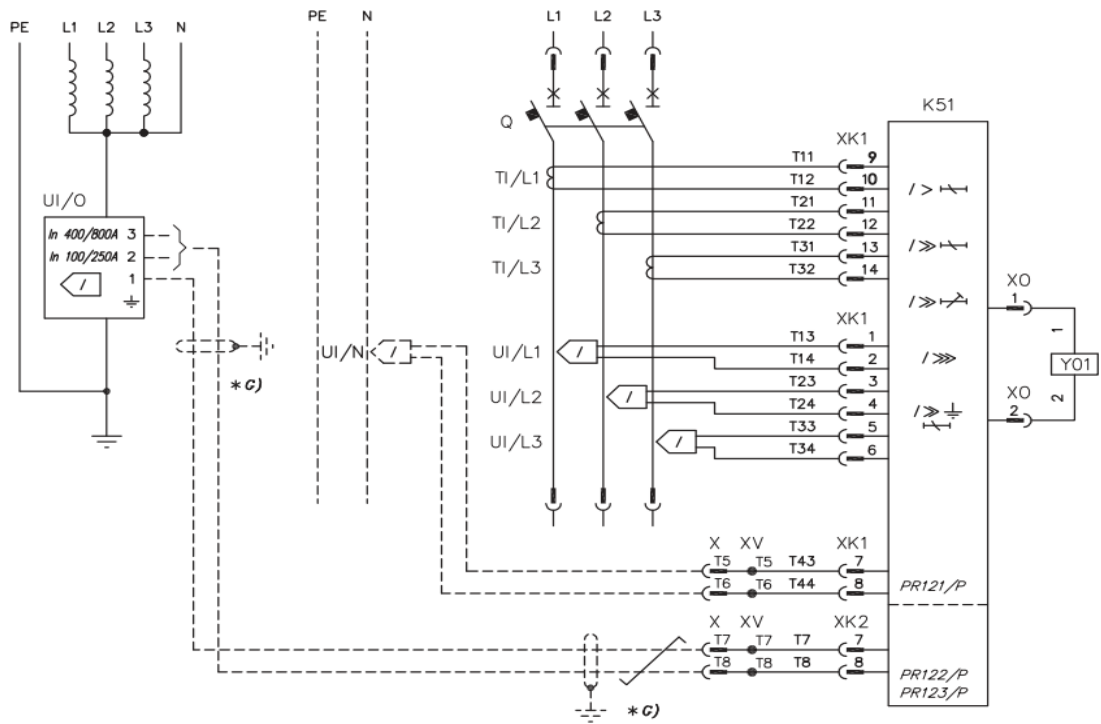 PE L1 L2 L3 N
PE N
L1 L2 L3
Q
K51
XK1
TI/L1 T11 9
T12 10
TI/L2 T21 11
T22 12
TI/L3 T31 13
T32 14
I >
I ≫
I ≫
I ⋙
I ≫
UI/O
In 400/800A 3
In 100/250A 2
1
I
*G)
UI/N I
XK1
UI/L1 I T13 1
T14 2
UI/L2 I T23 3
T24 4
UI/L3 I T33 5
T34 6
XO
1
1
YO1
XO
2
2
X XV XK1
T5 T5 T43 7
T6 T6 T44 8
PR121/P
X XV XK2
T7 T7 T7 7
T8 T8 T8 8
PR122/P
PR123/P
*G)